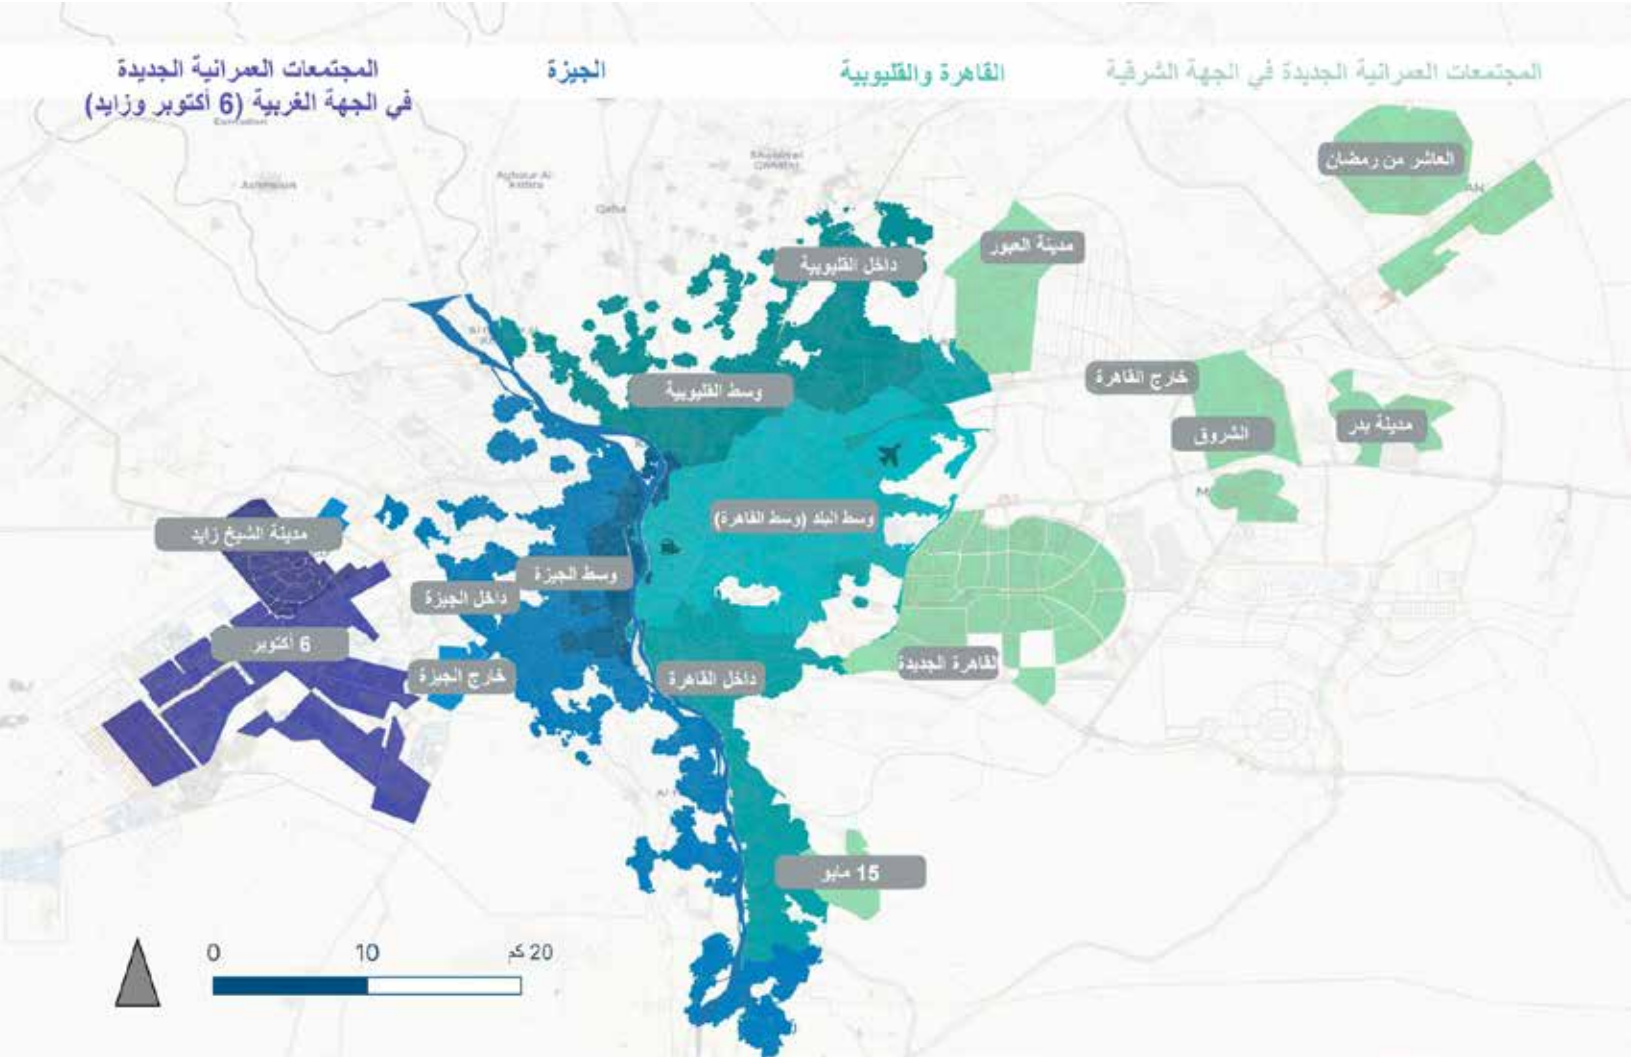 المجتمعات العمرانية الجديدة في الجهة الشرقية
القاهرة والقليوبية
الجيزة
المجتمعات العمرانية الجديدة
في الجهة الغربية (6 أكتوبر وزايد)
العاشر من رمضان
مدينة العبور
داخل القليوبية
خارج القاهرة
وسط القليوبية
مدينة بدر
الشروق
وسط البلد (وسط القاهرة)
مدينة الشيخ زايد
وسط الجيزة
داخل الجيزة
6 أكتوبر
القاهرة الجديدة
داخل القاهرة
خارج الجيزة
15 مايو
0 10 20 كم
Qaha